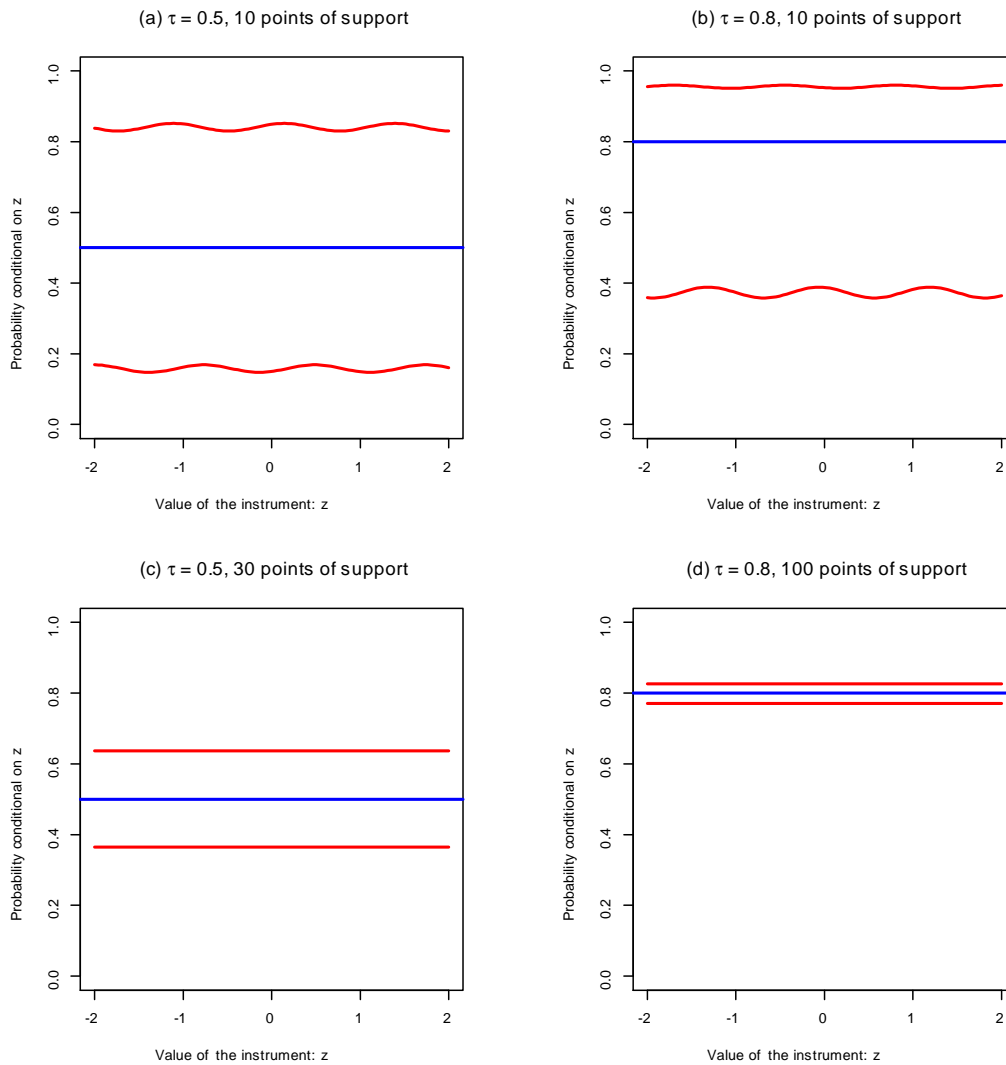 (a) τ = 0.5, 10 points of support
Probability conditional on z
0.0 0.2 0.4 0.6 0.8 1.0
-2 -1 0 1 2
Value of the instrument: z
(b) τ = 0.8, 10 points of support
Probability conditional on z
0.0 0.2 0.4 0.6 0.8 1.0
-2 -1 0 1 2
Value of the instrument: z
(c) τ = 0.5, 30 points of support
Probability conditional on z
0.0 0.2 0.4 0.6 0.8 1.0
-2 -1 0 1 2
Value of the instrument: z
(d) τ = 0.8, 100 points of support
Probability conditional on z
0.0 0.2 0.4 0.6 0.8 1.0
-2 -1 0 1 2
Value of the instrument: z